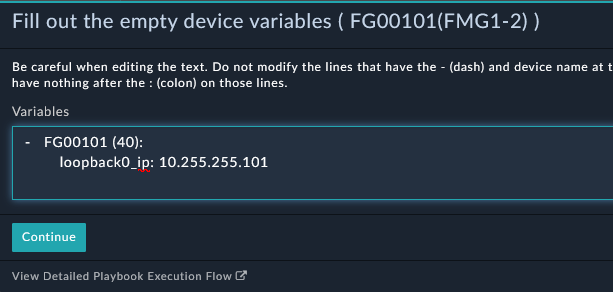 Fill out the empty device variables ( FG00101(FMG1-2) )
Be careful when editing the text. Do not modify the lines that have the - (dash) and device name at t
have nothing after the : (colon) on those lines.
Variables
- FG00101 (40):
loopback0_ip: 10.255.255.101
Continue
View Detailed Playbook Execution Flow